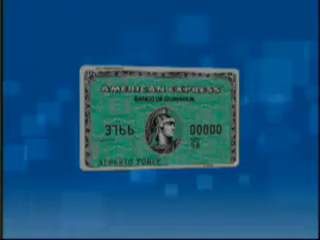 AMERICAN EXPRESS
BANCO DE GUAYAQUIL
3766 00000
ALBERTO PONCE